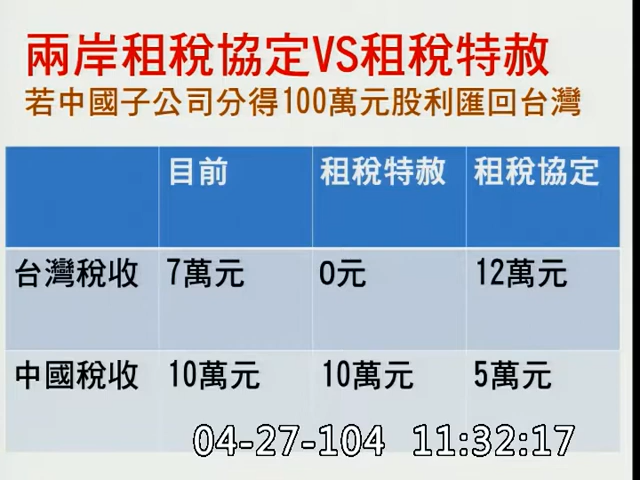 兩岸租稅協定VS租稅特赦
若中國子公司分得100萬元股利匯回台灣
目前 租稅特赦 租稅協定
台灣稅收 7萬元 0元 12萬元
中國稅收 10萬元 10萬元 5萬元
04-27-104 11:32:17